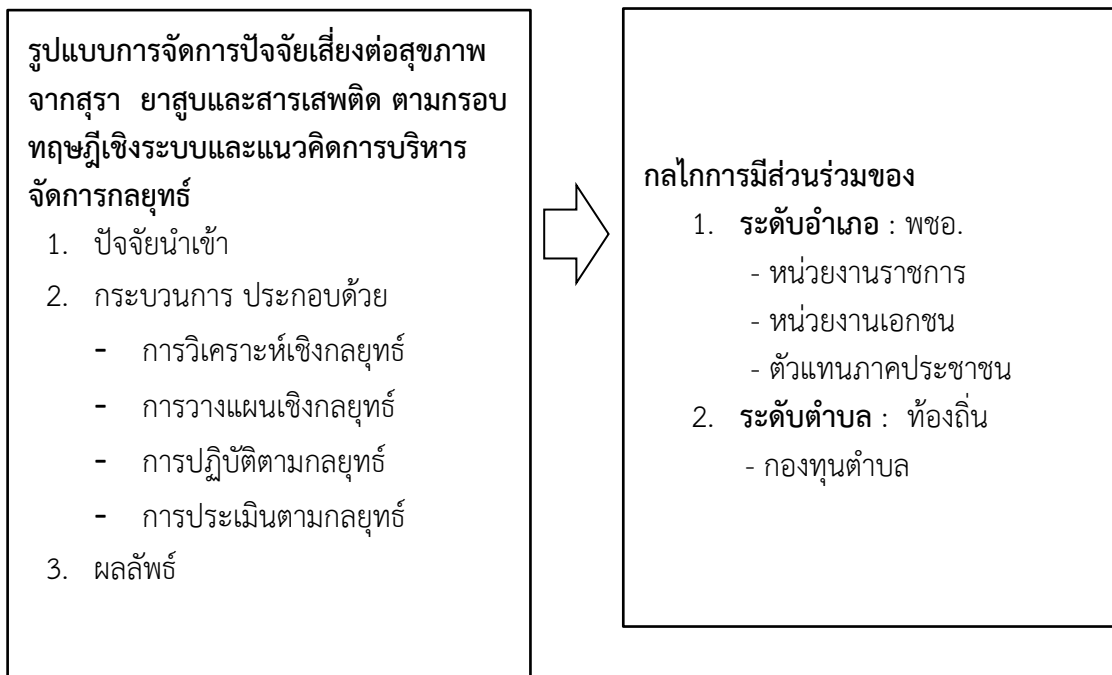 รูปแบบการจัดการปัจจัยเสี่ยงต่อสุขภาพ
จากสุรา ยาสูบและสารเสพติด ตามกรอบ
ทฤษฎีเชิงระบบและแนวคิดการบริหาร
จัดการกลยุทธ์
1. ปัจจัยนำเข้า
2. กระบวนการ ประกอบด้วย
- การวิเคราะห์เชิงกลยุทธ์
- การวางแผนเชิงกลยุทธ์
- การปฏิบัติตามกลยุทธ์
- การประเมินตามกลยุทธ์
3. ผลลัพธ์
กลไกการมีส่วนร่วมของ
1. ระดับอำเภอ : พชอ.
- หน่วยงานราชการ
- หน่วยงานเอกชน
- ตัวแทนภาคประชาชน
2. ระดับตำบล : ท้องถิ่น
- กองทุนตำบล